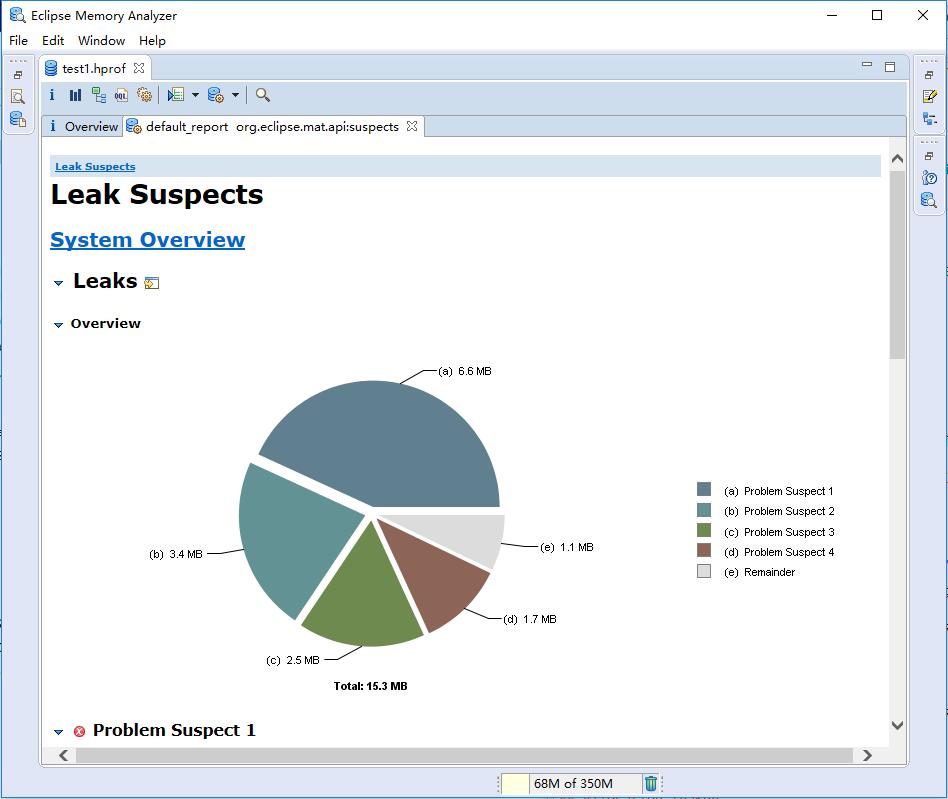 Eclipse Memory Analyzer
File Edit Window Help
test1.hprof
i OQL
i Overview default_report org.eclipse.mat.api:suspects
Leak Suspects
Leak Suspects
System Overview
Leaks
Overview
(a) 6.6 MB
(b) 3.4 MB
(c) 2.5 MB
(d) 1.7 MB
(e) 1.1 MB
Total: 15.3 MB
(a) Problem Suspect 1
(b) Problem Suspect 2
(c) Problem Suspect 3
(d) Problem Suspect 4
(e) Remainder
Problem Suspect 1
68M of 350M